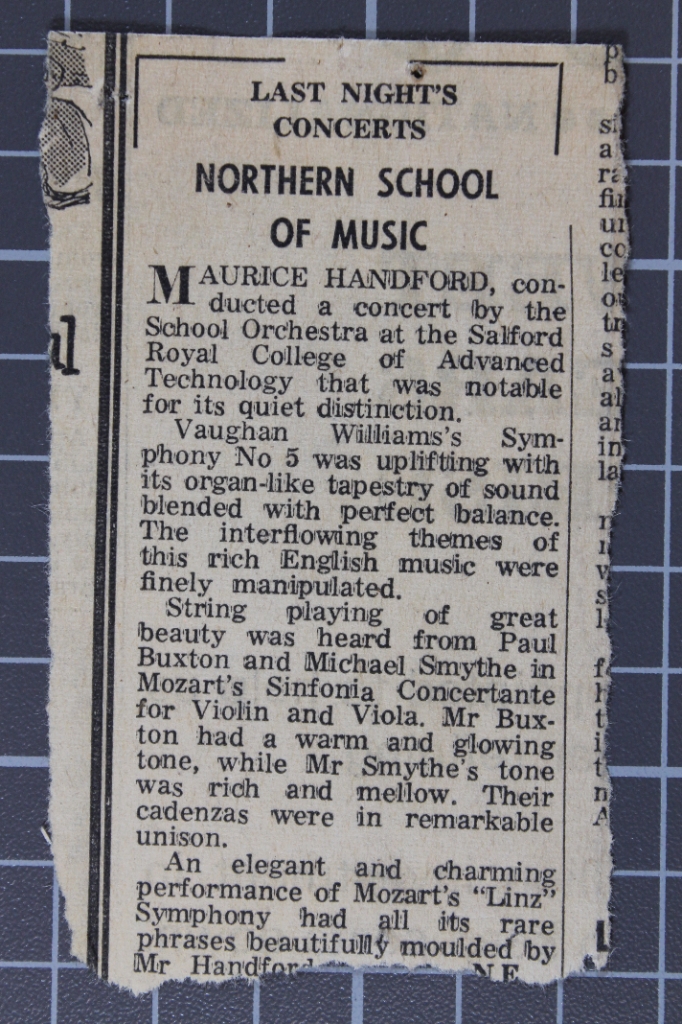 LAST NIGHT'S
CONCERTS
NORTHERN SCHOOL
OF MUSIC
MAURICE HANDFORD, con-
ducted a concert by the
School Orchestra at the Salford
Royal College of Advanced
Technology that was notable
for its quiet distinction.
Vaughan Williams's Sym-
phony No 5 was uplifting with
its organ-like tapestry of sound
blended with perfect balance.
The interflowing themes of
this rich English music were
finely manipulated.
String playing of great
beauty was heard from Paul
Buxton and Michael Smythe in
Mozart's Sinfonia Concertante
for Violin and Viola. Mr Bux-
ton had a warm and glowing
tone, while Mr Smythe's tone
was rich and mellow. Their
cadenzas were in remarkable
unison.
An elegant and charming
performance of Mozart's "Linz"
Symphony had all its rare
phrases beautifully moulded by
Mr Handford N.F.